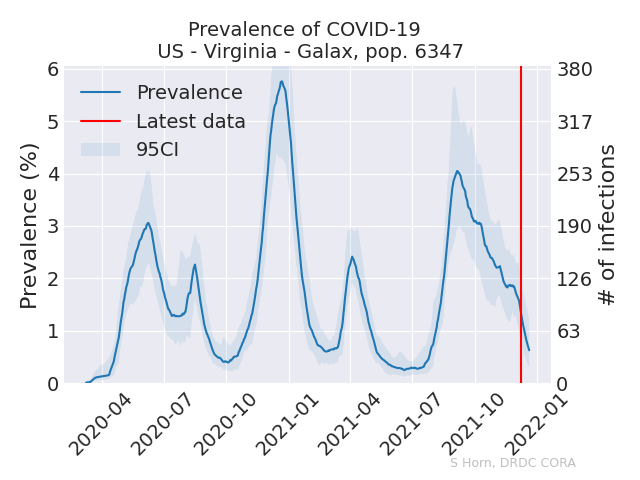 Prevalence of COVID-19
US - Virginia - Galax, pop. 6347
Prevalence
Latest data
95CI
Prevalence (%)
6
5
4
3
2
1
0
380
317
253
190
126
63
0
# of infections
2020-04
2020-07
2020-10
2021-01
2021-04
2021-07
2021-10
2022-01
S Horn, DRDC CORA